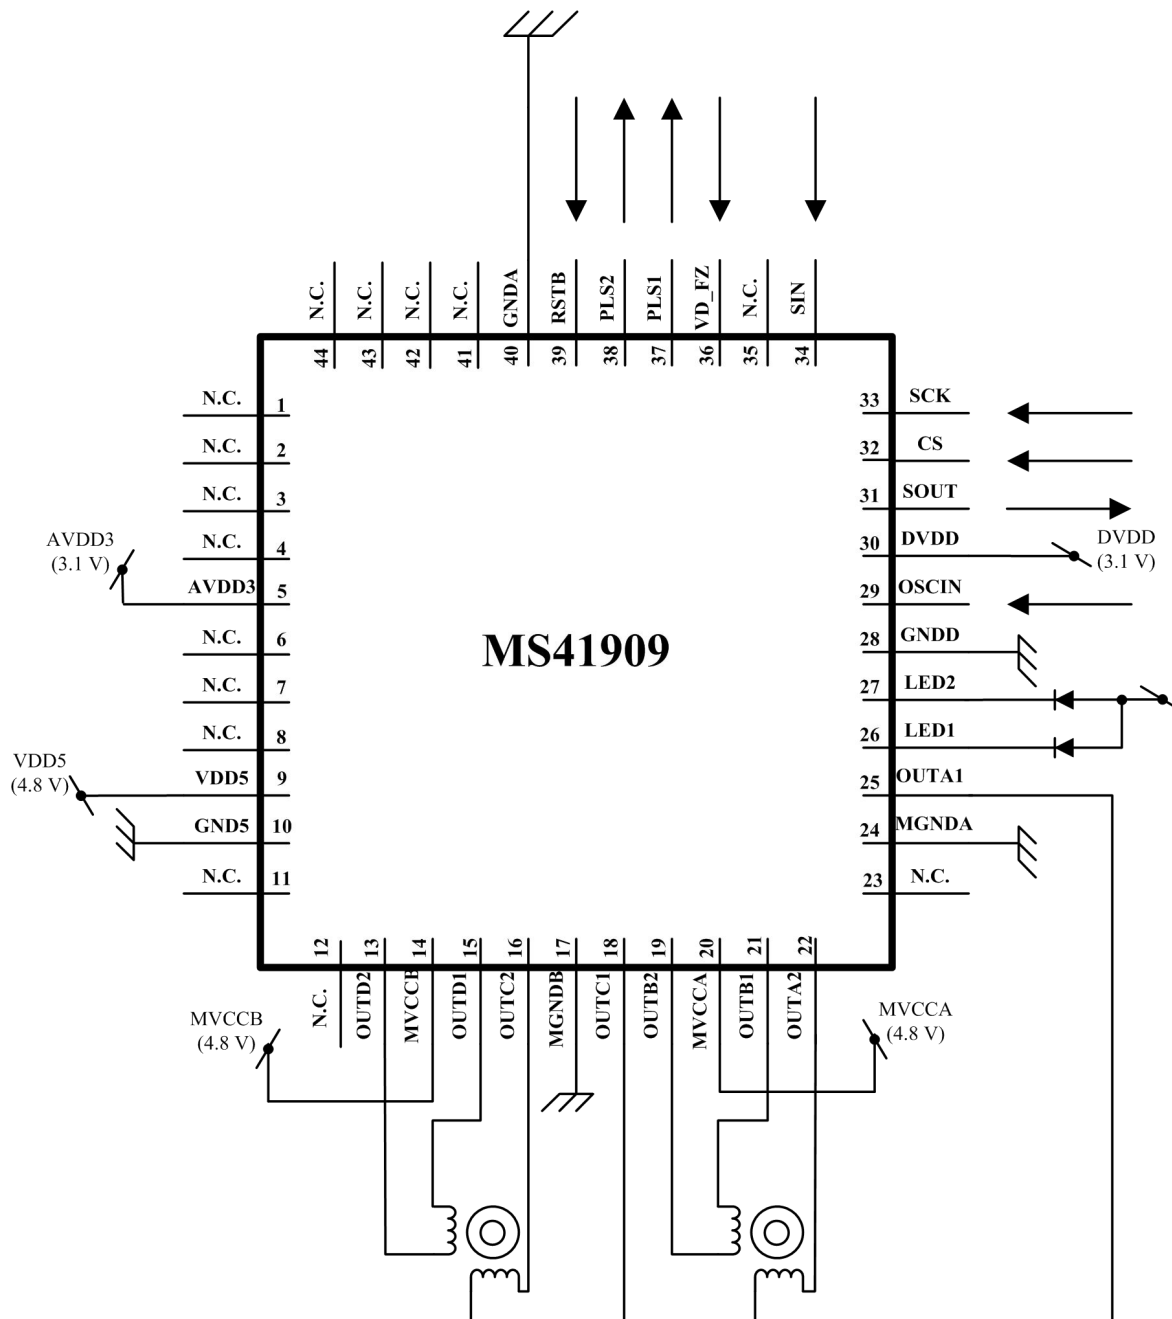 N.C.
N.C.
N.C.
N.C.
GNDA
RSTB
PLS2
PLS1
VD_FZ
N.C.
SIN
44
43
42
41
40
39
38
37
36
35
34
N.C.
1
N.C.
2
N.C.
3
N.C.
4
AVDD3
(3.1 V)
AVDD3
5
N.C.
6
N.C.
7
N.C.
8
VDD5
(4.8 V)
VDD5
9
GND5
10
N.C.
11
MS41909
33
SCK
32
CS
31
SOUT
30
DVDD
DVDD
(3.1 V)
29
OSCIN
28
GNDD
27
LED2
26
LED1
25
OUTA1
24
MGNDA
23
N.C.
12
13
14
15
16
17
18
19
20
21
22
N.C.
OUTD2
MVCCB
OUTD1
OUTC2
MGNDB
OUTC1
OUTB2
MVCCA
OUTB1
OUTA2
MVCCB
(4.8 V)
MVCCA
(4.8 V)